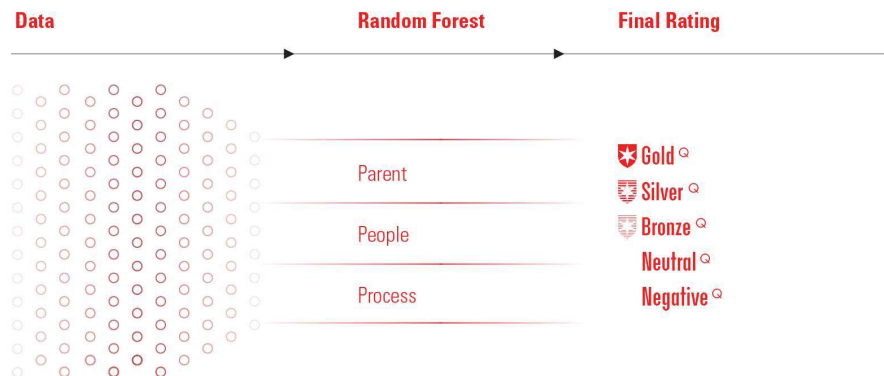 Data
Random Forest
Final Rating
Parent
People
Process
Gold Q
Silver Q
Bronze Q
Neutral Q
Negative Q